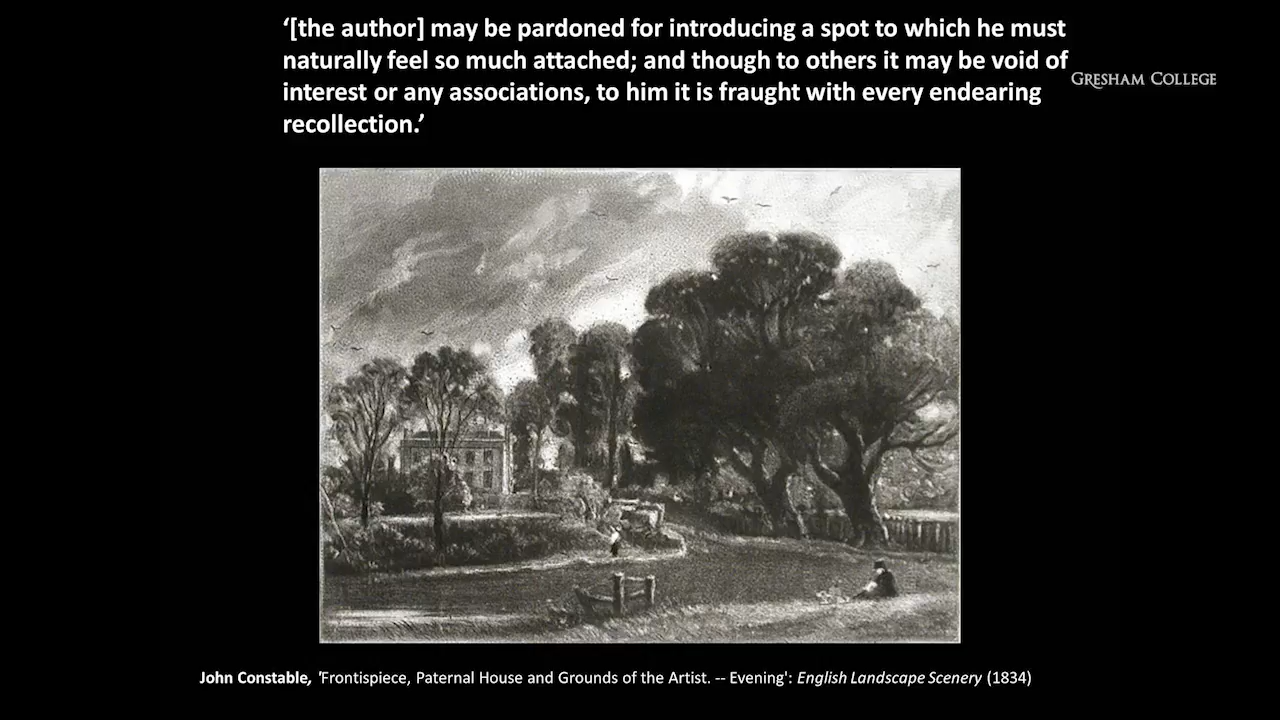 ‘[the author] may be pardoned for introducing a spot to which he must
naturally feel so much attached; and though to others it may be void of
interest or any associations, to him it is fraught with every endearing
recollection.’
GRESHAM COLLEGE
John Constable, 'Frontispiece, Paternal House and Grounds of the Artist. -- Evening': English Landscape Scenery (1834)